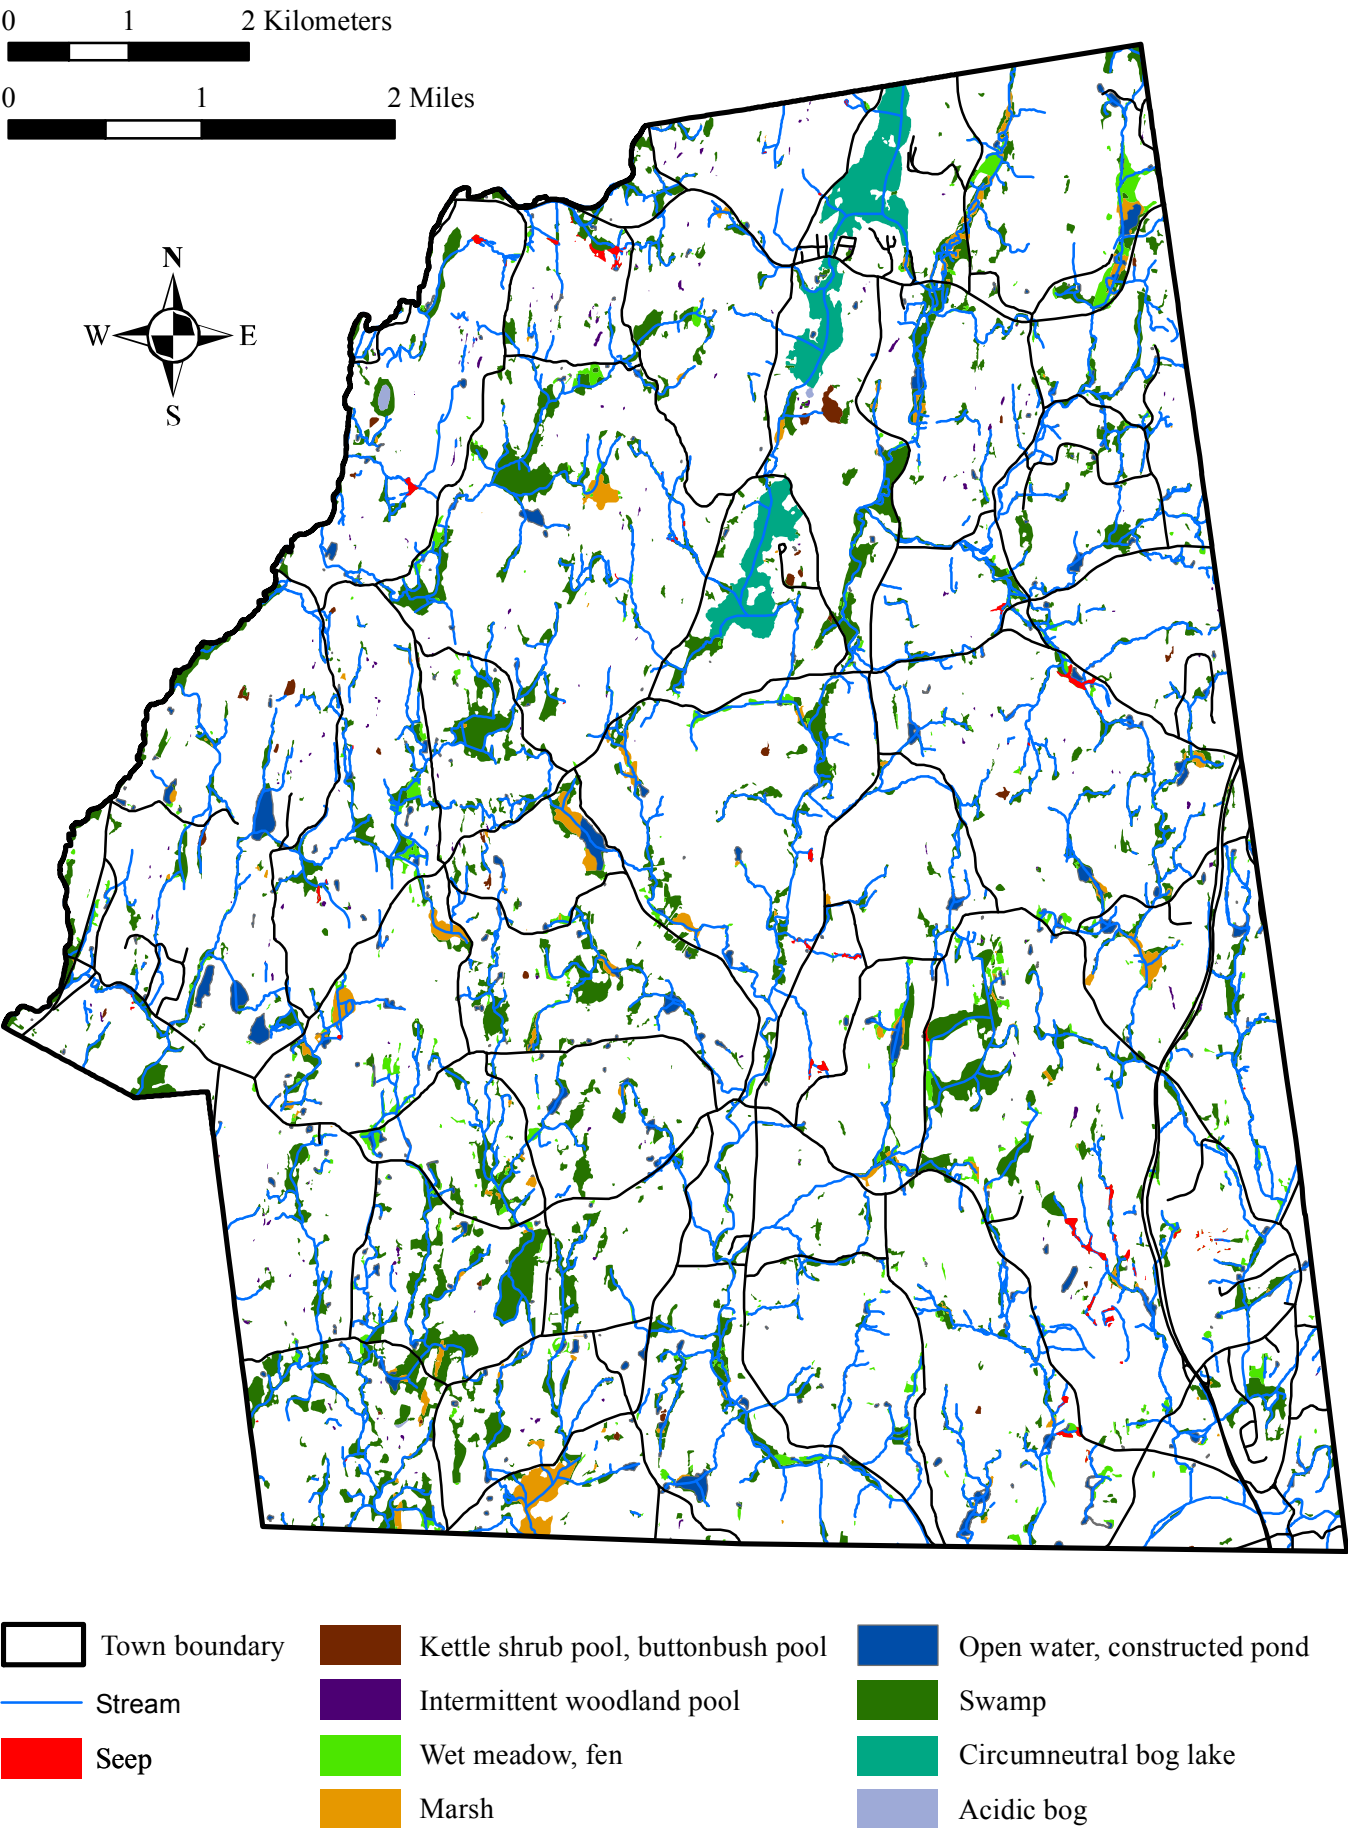 0 1 2 Kilometers
0 1 2 Miles
N
W E
S
Town boundary
Stream
Seep
Kettle shrub pool, buttonbush pool
Intermittent woodland pool
Wet meadow, fen
Marsh
Open water, constructed pond
Swamp
Circumneutral bog lake
Acidic bog